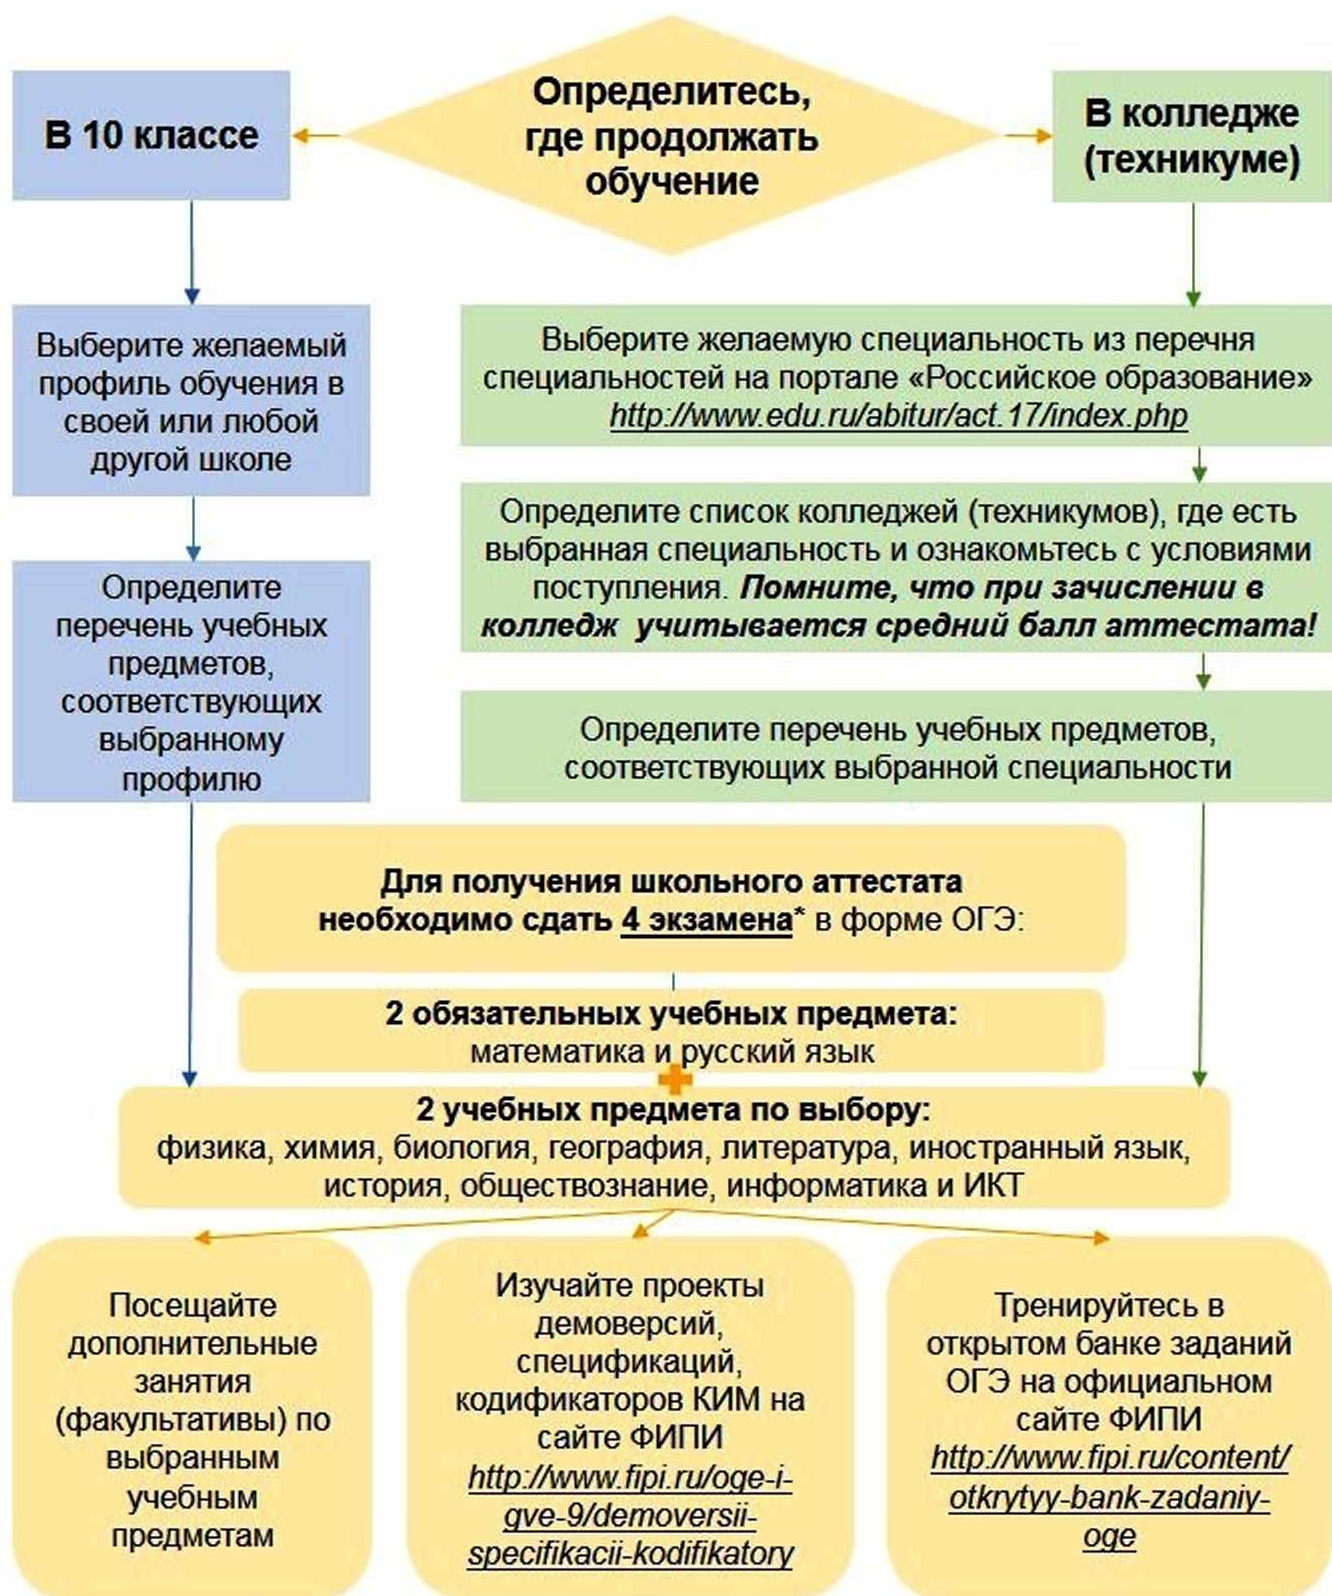 Определитесь,
где продолжать
обучение
В 10 классе
В колледже
(техникуме)
Выберите желаемый
профиль обучения в
своей или любой
другой школе
Определите
перечень учебных
предметов,
соответствующих
выбранному
профилю
Выберите желаемую специальность из перечня
специальностей на портале «Российское образование»
http://www.edu.ru/abitur/act.17/index.php
Определите список колледжей (техникумов), где есть
выбранная специальность и ознакомьтесь с условиями
поступления. Помните, что при зачислении в
колледж учитывается средний балл аттестата!
Определите перечень учебных предметов,
соответствующих выбранной специальности
Для получения школьного аттестата
необходимо сдать 4 экзамена* в форме ОГЭ:
2 обязательных учебных предмета:
математика и русский язык
2 учебных предмета по выбору:
физика, химия, биология, география, литература, иностранный язык,
история, обществознание, информатика и ИКТ
Посещайте
дополнительные
занятия
(факультативы) по
выбранным
учебным
предметам
Изучайте проекты
демоверсий,
спецификаций,
кодификаторов КИМ на
сайте ФИПИ
http://www.fipi.ru/oge-i-
gve-9/demoversii-
specifikacii-kodifikatory
Тренируйтесь в
открытом банке заданий
ОГЭ на официальном
сайте ФИПИ
http://www.fipi.ru/content/
otkrytyy-bank-zadaniy-
oge